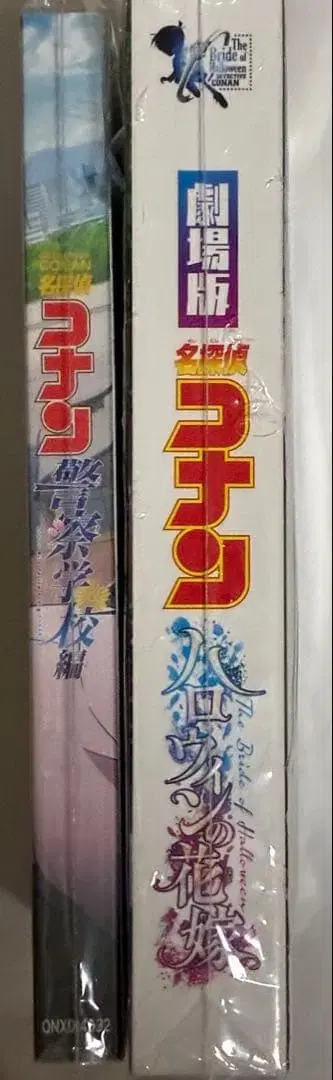 名探偵
コナン
警察学校
編
The
Bride of
Halloween
DETECTIVE
CONAN
劇場版
名探偵
コナン
ハロウィンの花嫁
The Bride of Halloween